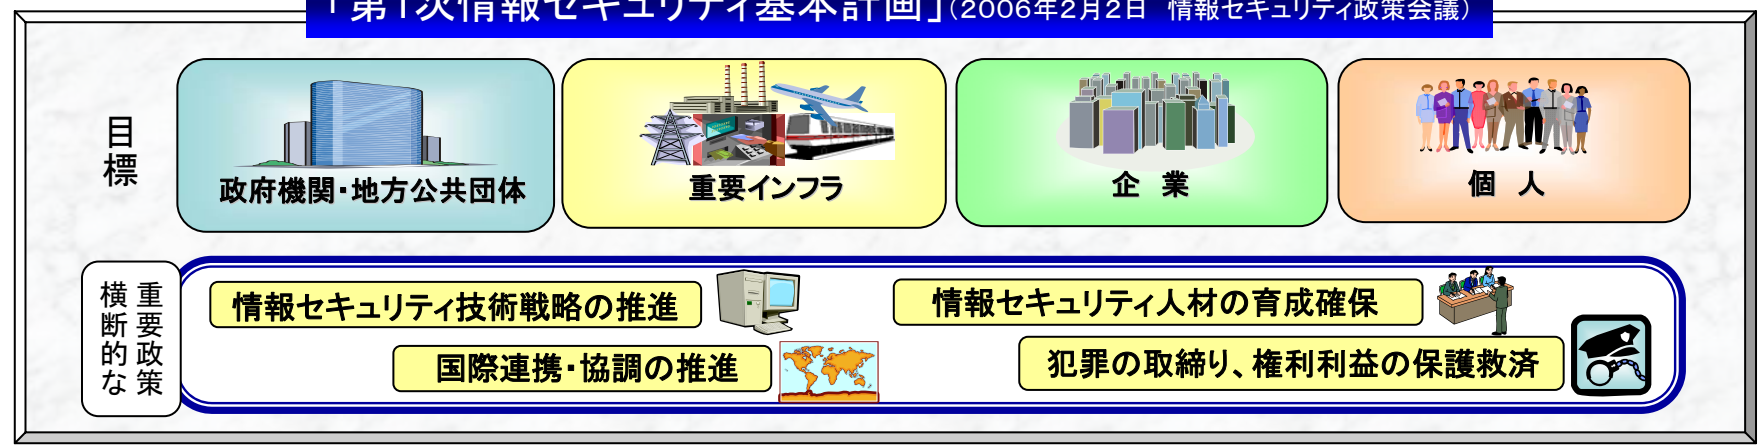 「第1次情報セキュリティ基本計画」（2006年2月2日　情報セキュリティ政策会議）
目標
政府機関・地方公共団体
重要インフラ
企　業
個　人
重要政策
横断的な
情報セキュリティ技術戦略の推進
情報セキュリティ人材の育成確保
国際連携・協調の推進
犯罪の取締り、権利利益の保護救済